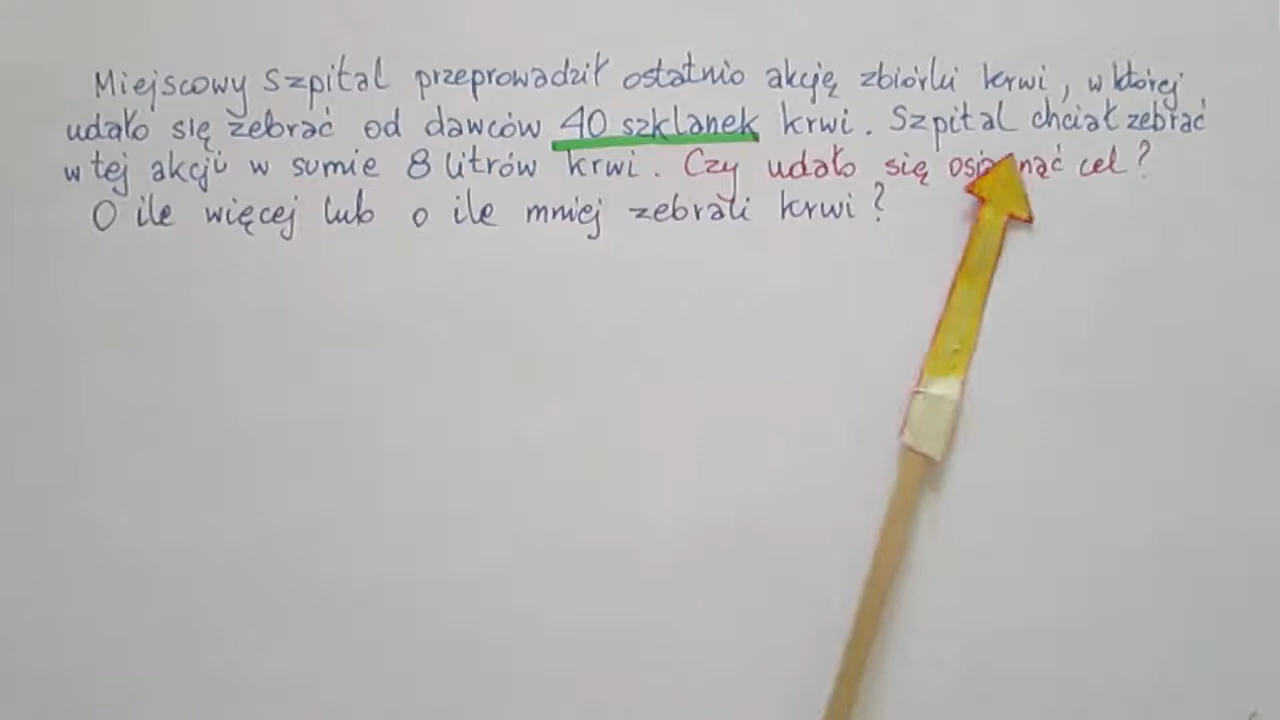 Miejscowy szpital przeprowadził ostatnio akcję zbiórki krwi, w której
udało się zebrać od dawców 40 szklanek krwi. Szpital chciał zebrać
w tej akcji w sumie 8 litrów krwi. Czy udało się cel?
O ile więcej lub o ile mniej zebrali krwi?